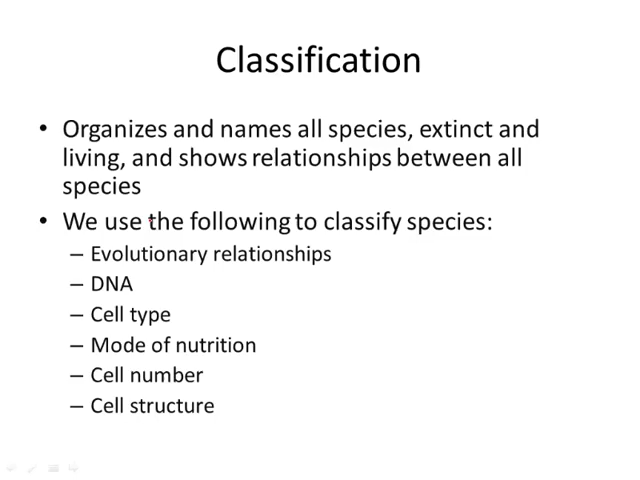 Classification
• Organizes and names all species, extinct and
living, and shows relationships between all
species
• We use the following to classify species:
– Evolutionary relationships
– DNA
– Cell type
– Mode of nutrition
– Cell number
– Cell structure